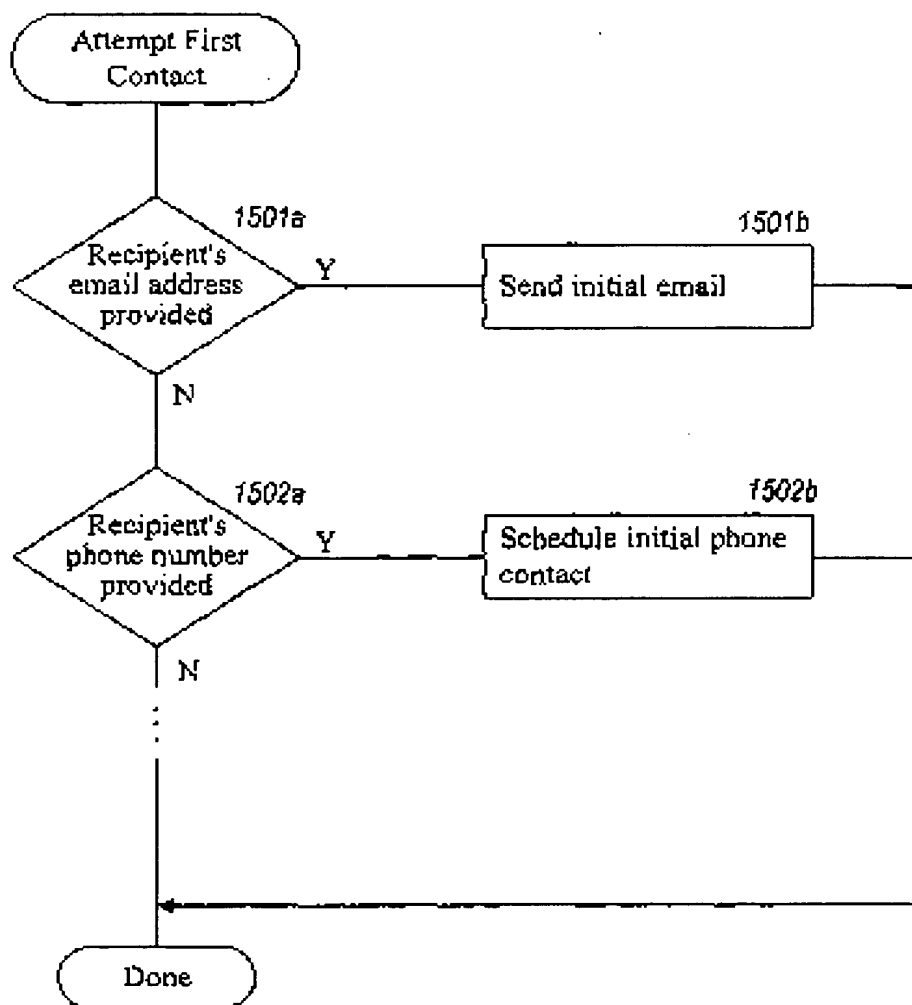 Attempt First
Contact
1501a
Recipient's
email address
provided
Y
1501b
Send initial email
N
1502a
Recipient's
phone number
provided
Y
1502b
Schedule initial phone
contact
N
Done